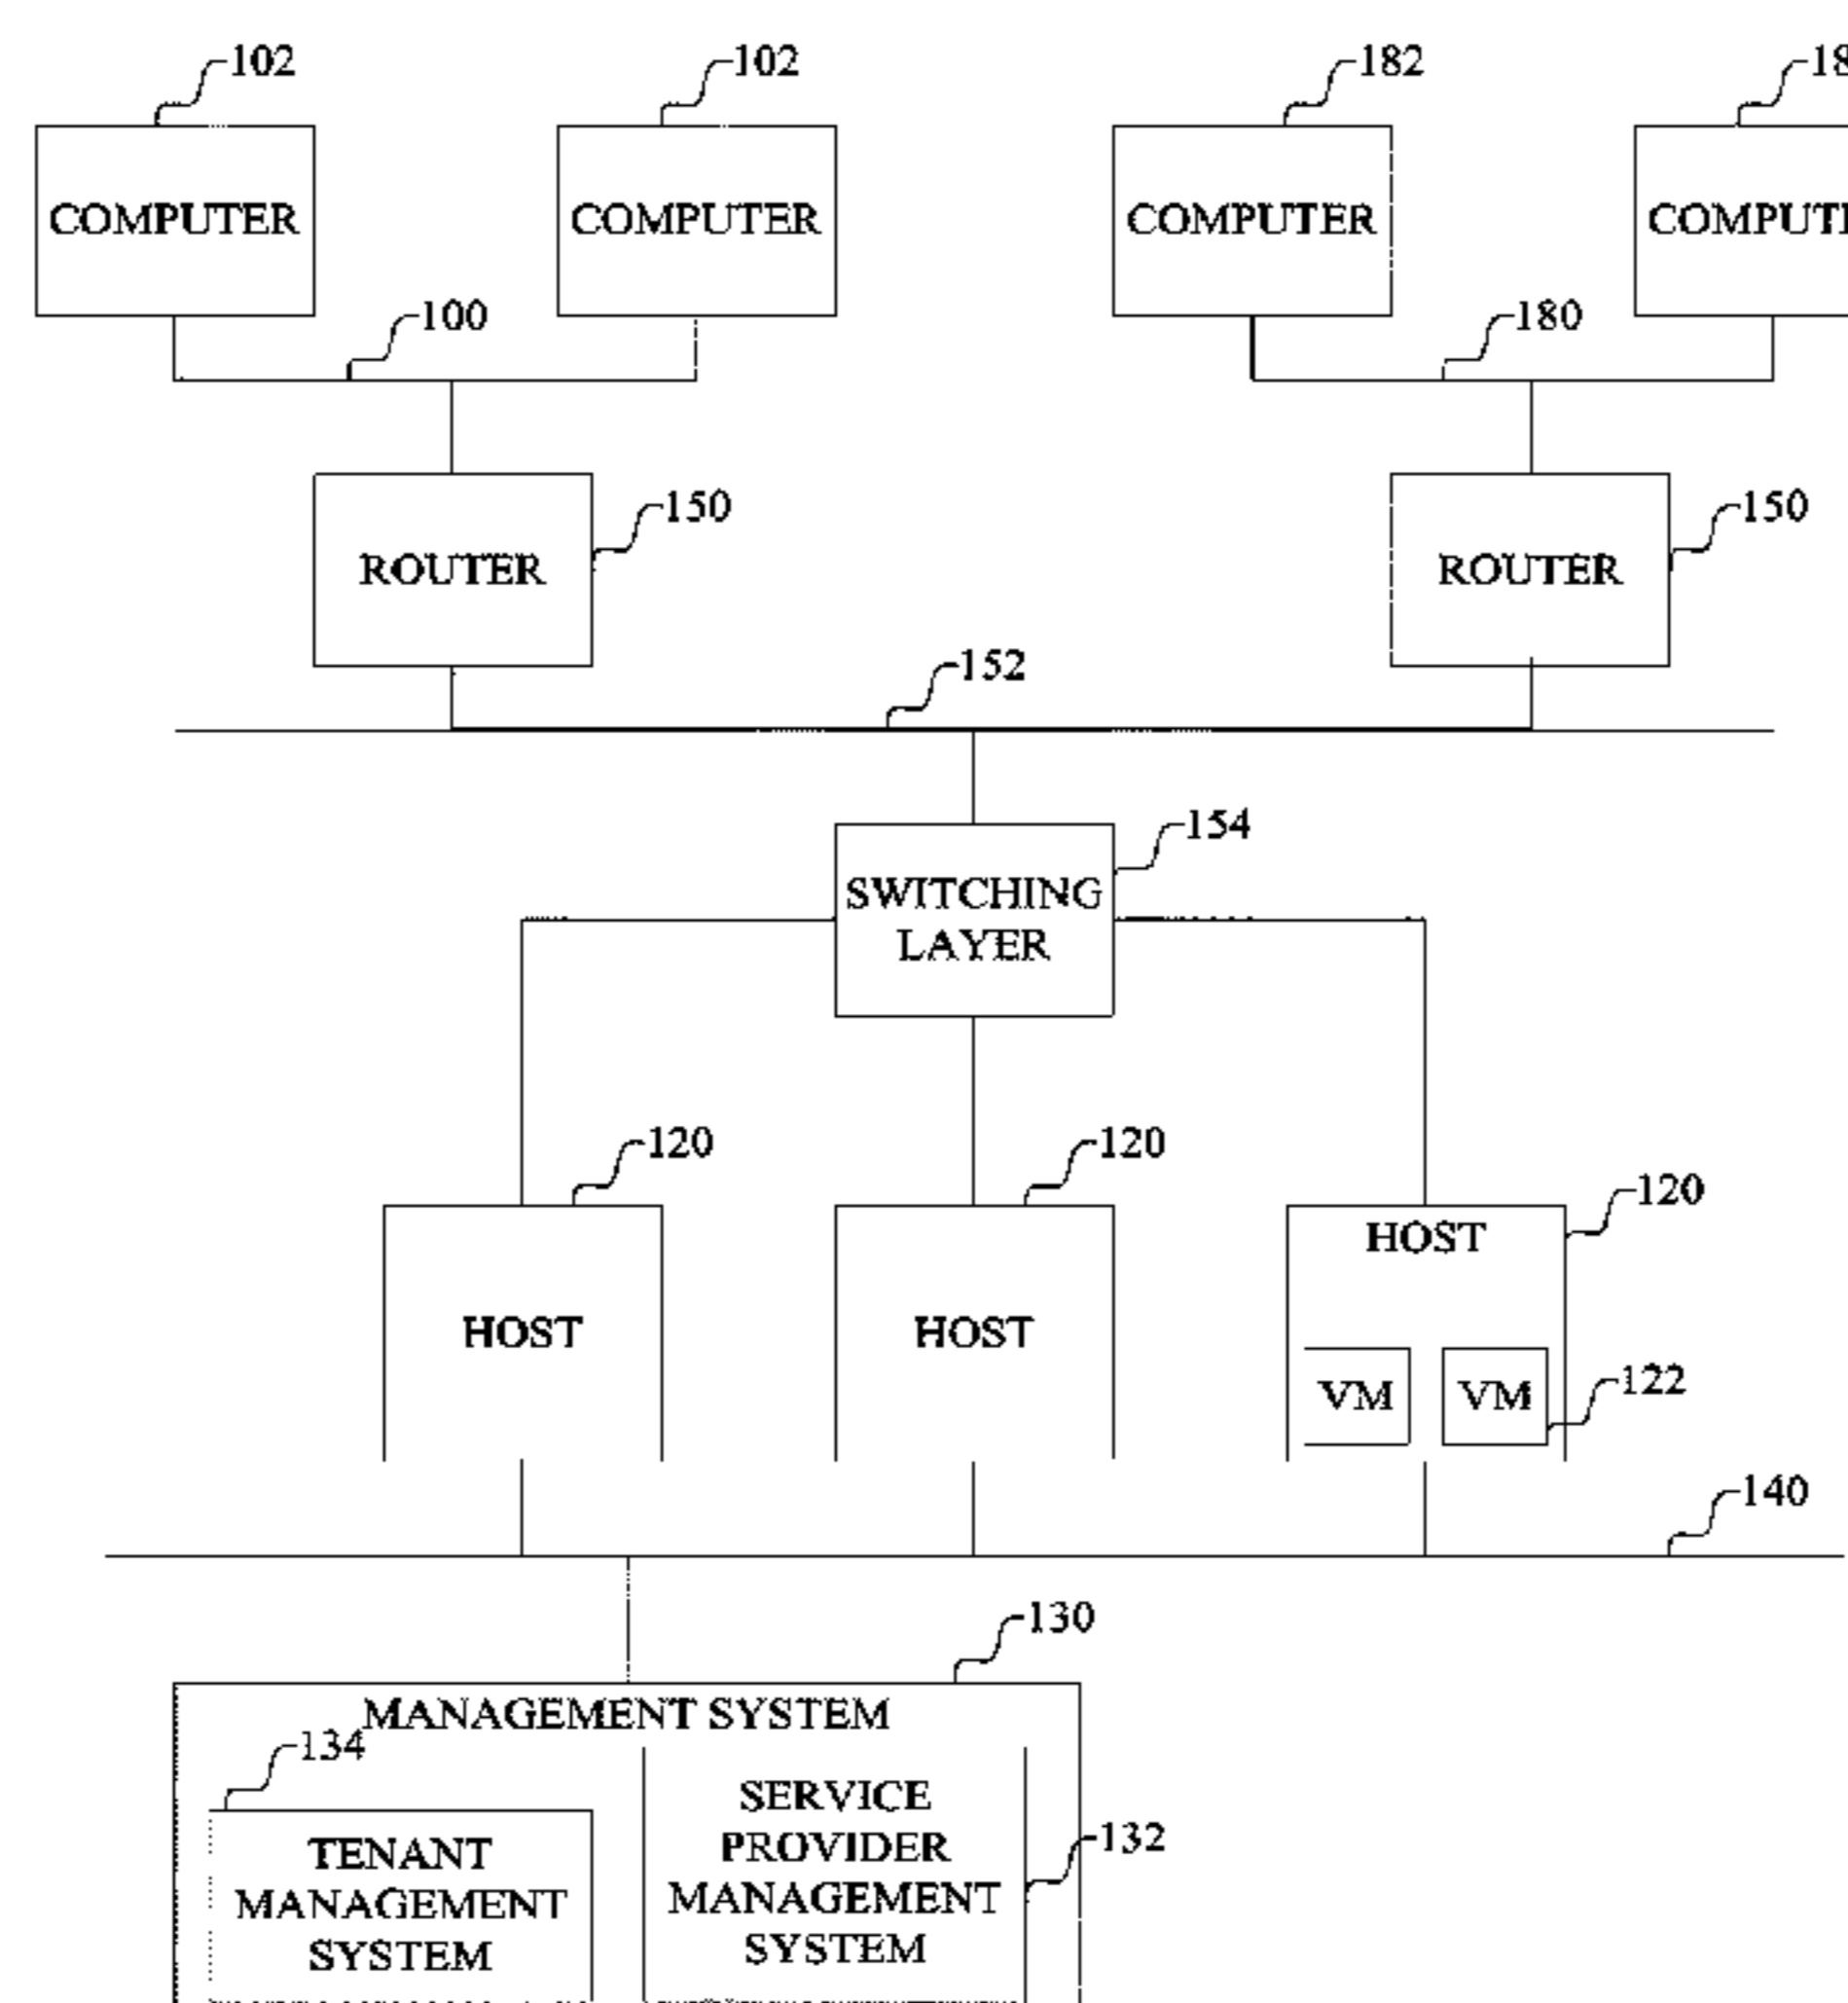 102
102
182
18
COMPUTER
COMPUTER
COMPUTER
100
180
150
150
ROUTER
ROUTER
152
154
SWITCHING
LAYER
120
120
120
HOST
HOST
HOST
VM
VM
122
140
130
MANAGEMENT SYSTEM
134
TENANT
MANAGEMENT
SYSTEM
SERVICE
PROVIDER
MANAGEMENT
SYSTEM
132